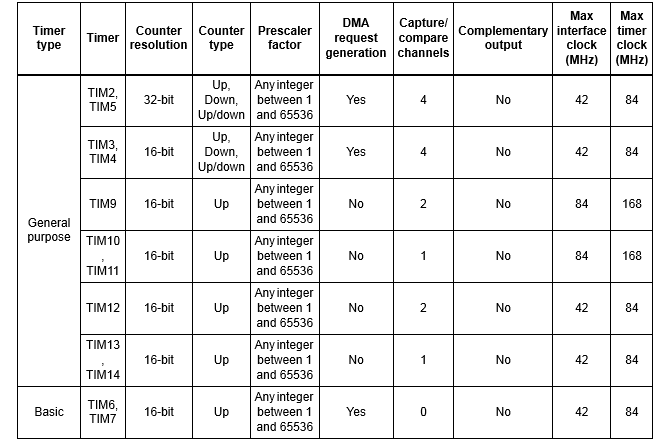 Timer type	Timer	Counter resolution	Counter type	Prescaler factor	DMA request generation	Capture/ compare channels	Complementary output	Max interface clock (MHz)	Max timer clock (MHz)
General purpose	TIM2, TIM5	32-bit	Up, Down, Up/down	Any integer between 1 and 65536	Yes	4	No	42	84
TIM3, TIM4	16-bit	Up, Down, Up/down	Any integer between 1 and 65536	Yes	4	No	42	84
TIM9	16-bit	Up	Any integer between 1 and 65536	No	2	No	84	168
TIM10 , TIM11	16-bit	Up	Any integer between 1 and 65536	No	1	No	84	168
TIM12	16-bit	Up	Any integer between 1 and 65536	No	2	No	42	84
TIM13 , TIM14	16-bit	Up	Any integer between 1 and 65536	No	1	No	42	84
Basic	TIM6, TIM7	16-bit	Up	Any integer between 1 and 65536	Yes	0	No	42	84